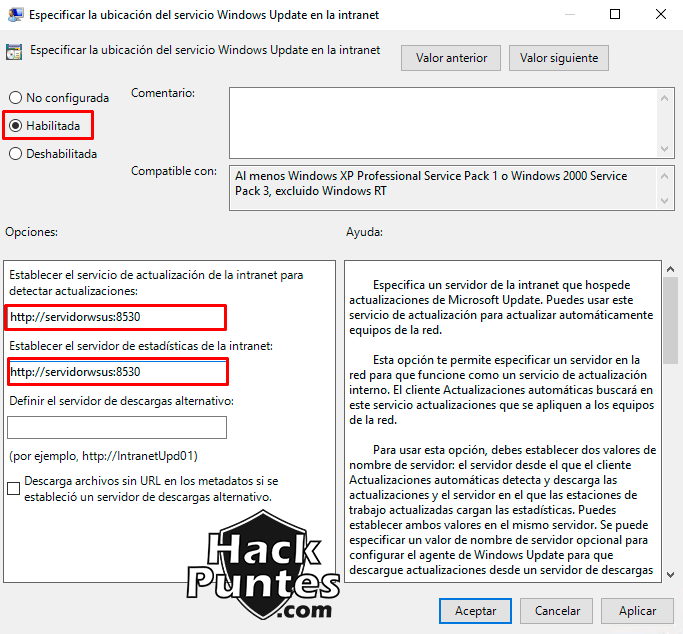 Especificar la ubicación del servicio Windows Update en la intranet
Especificar la ubicación del servicio Windows Update en la intranet
Valor anterior
Valor siguiente
No configurada
Habilitada
Deshabilitada
Comentario:
Compatible con:
Al menos Windows XP Professional Service Pack 1 o Windows 2000 Service
Pack 3, excluido Windows RT
Opciones:
Ayuda:
Establecer el servicio de actualización de la intranet para
detectar actualizaciones:
http://servidorwsus:8530
Establecer el servidor de estadísticas de la intranet:
http://servidorwsus:8530
Definir el servidor de descargas alternativo:
(por ejemplo, http://IntranetUpd01)
Descarga archivos sin URL en los metadatos si se
estableció un servidor de descargas alternativo.
Especifica un servidor de la intranet que hospede
actualizaciones de Microsoft Update. Puedes usar este
servicio de actualización para actualizar automáticamente
equipos de la red.
Esta opción te permite especificar un servidor en la
red para que funcione como un servicio de actualización
interno. El cliente Actualizaciones automáticas buscará en
este servicio actualizaciones que se apliquen a los equipos
de la red.
Para usar esta opción, debes establecer dos valores de
nombre de servidor: el servidor desde el que el cliente
Actualizaciones automáticas detecta y descarga las
actualizaciones y el servidor en el que las estaciones de
trabajo actualizadas cargan las estadísticas. Puedes
establecer ambos valores en el mismo servidor. Se puede
especificar un valor de nombre de servidor opcional para
configurar el agente de Windows Update para que
descargue actualizaciones desde un servidor de descargas
Hack
Puntes
.com
Aceptar
Cancelar
Aplicar